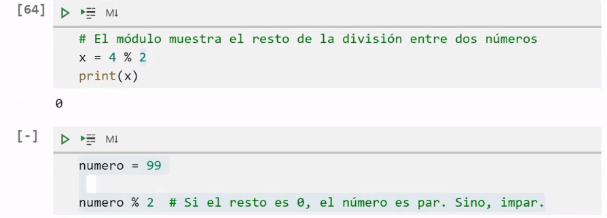 [64] M↓
# El módulo muestra el resto de la división entre dos números
x = 4 % 2
print(x)
0
[-] M↓
numero = 99
numero % 2 # Si el resto es 0, el número es par. Sino, impar.